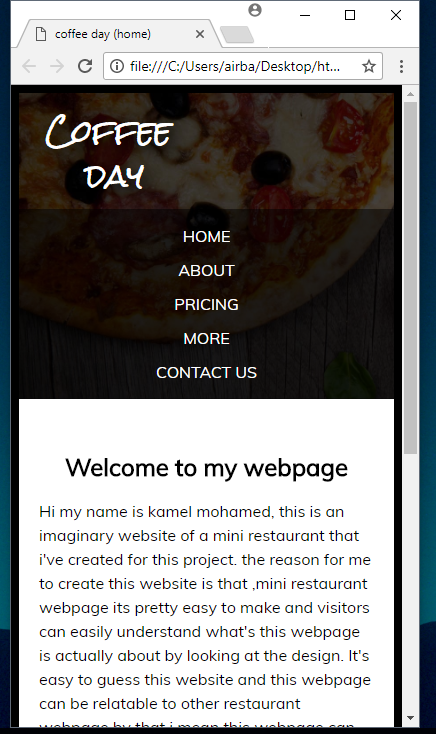 coffee day (home)
file:///C:/Users/airba/Desktop/ht...
Coffee
day
HOME
ABOUT
PRICING
MORE
CONTACT US
Welcome to my webpage
Hi my name is kamel mohamed, this is an
imaginary website of a mini restaurant that
i've created for this project. the reason for me
to create this website is that ,mini restaurant
webpage its pretty easy to make and visitors
can easily understand what's this webpage
is actually about by looking at the design. It's
easy to guess this website and this webpage
can be relatable to other restaurant
webpage by that i mean this webpage can